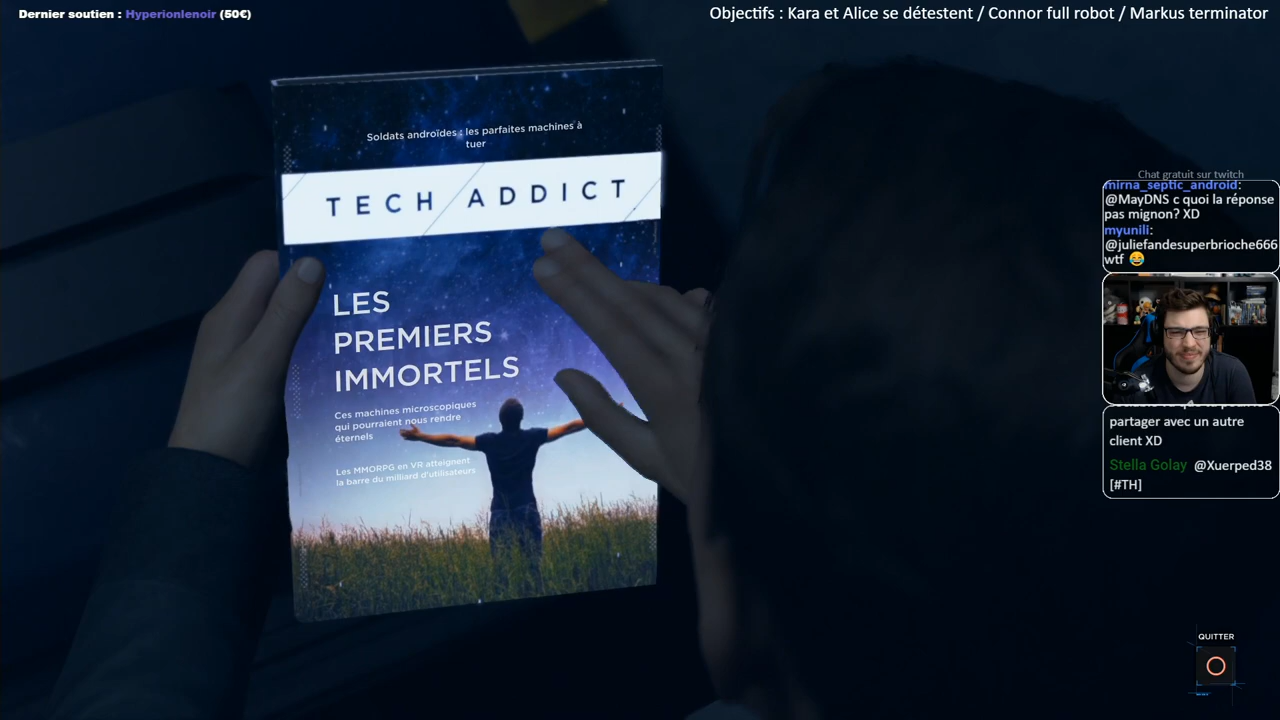 Dernier soutien : Hyperionlenoir (50€)
Objectifs : Kara et Alice se détestent / Connor full robot / Markus terminator
Soldats androïdes : les parfaites machines à
tuer
TECH ADDICT
LES
PREMIERS
IMMORTELS
Ces machines microscopiques
qui pourraient nous rendre
éternels
Les MMORPG en VR atteignent
la barre du milliard d'utilisateurs
Chat gratuit sur twitch
mirna_septic_android:
@MayDNS c quoi la réponse
pas mignon? XD
myunili:
@juliefandesuperbrioche666
wtf 😂
partager avec un autre
client XD
Stella Golay @Xuerped38
[#TH]
QUITTER